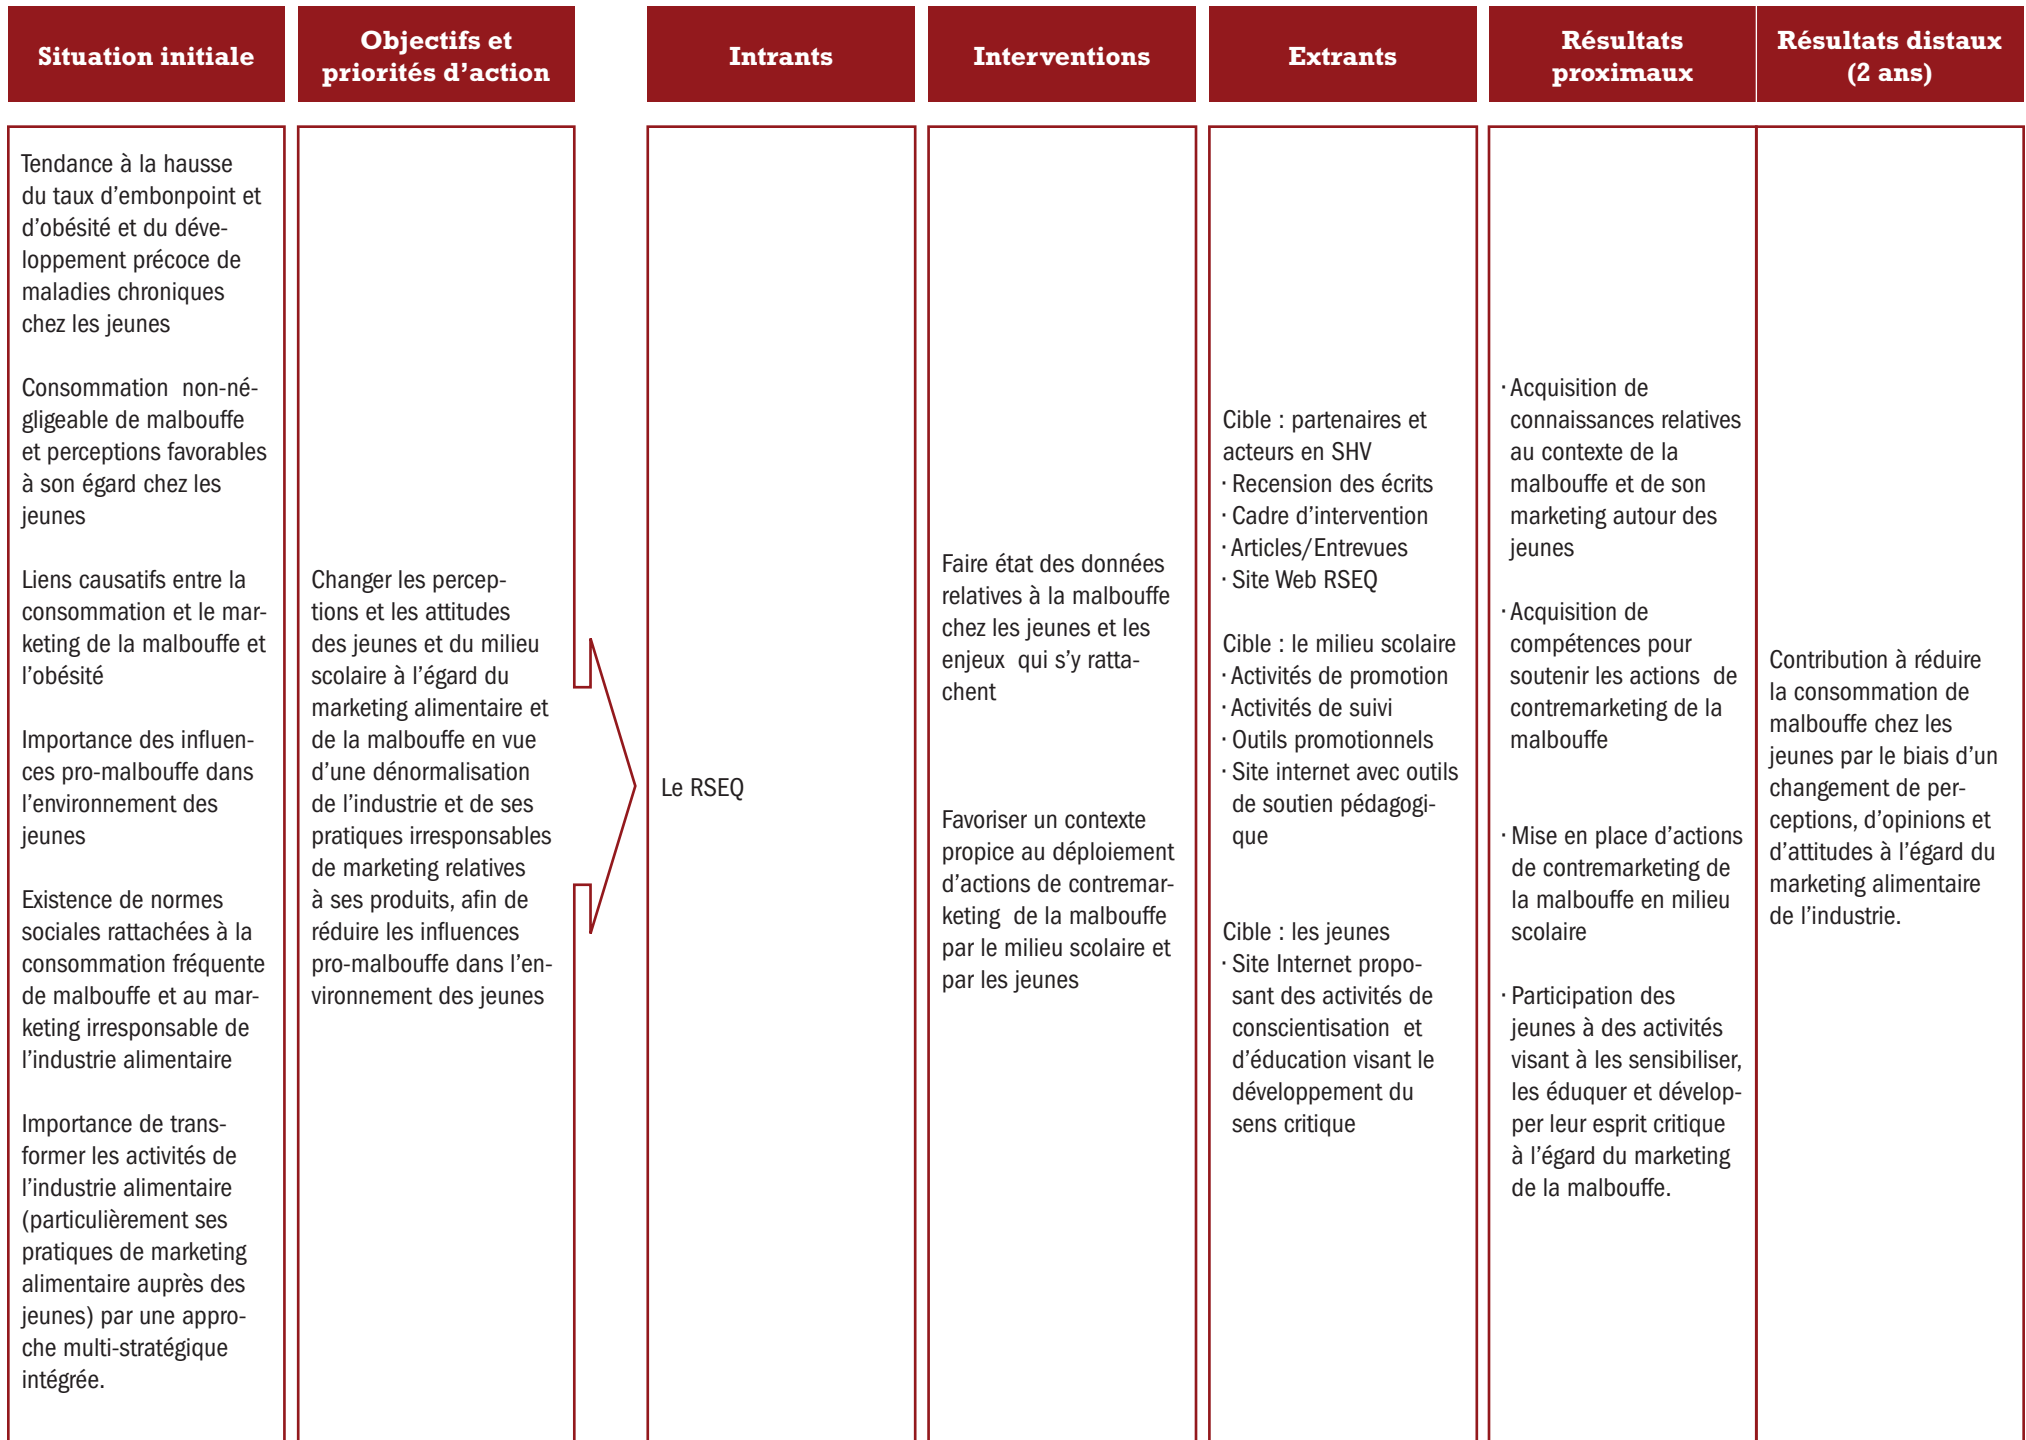 Situation initiale
Tendance à la hausse
du taux d'embonpoint et
d'obésité et du déve-
loppement précoce de
maladies chroniques
chez les jeunes
Consommation  non-né-
gligeable de malbouffe
et perceptions favorables
à son égard chez les
jeunes
Liens causatifs entre la
consommation et le mar-
keting de la malbouffe et
l'obésité
Importance des influen-
ces pro-malbouffe dans
l'environnement des
jeunes
Existence de normes
sociales rattachées à la
consommation fréquente
de malbouffe et au mar-
keting irresponsable de
l'industrie alimentaire
Importance de trans-
former les activités de
l'industrie alimentaire
(particulièrement ses
pratiques de marketing
alimentaire auprès des
jeunes) par une appro-
che multi-stratégique
intégrée.
Objectifs et
priorités d'action
Changer les percep-
tions et les attitudes
des jeunes et du milieu
scolaire à l'égard du
marketing alimentaire et
de la malbouffe en vue
d'une dénormalisation
de l'industrie et de ses
pratiques irresponsables
de marketing relatives
à ses produits, afin de
réduire les influences
pro-malbouffe dans l'en-
vironnement des jeunes
Intrants
Le RSEQ
Interventions
Faire état des données
relatives à la malbouffe
chez les jeunes et les
enjeux  qui s'y ratta-
chent
Favoriser un contexte
propice au déploiement
d'actions de contremar-
keting  de la malbouffe
par le milieu scolaire et
par les jeunes
Extrants
Cible : partenaires et
acteurs en SHV
· Recension des écrits
· Cadre d'intervention
· Articles/Entrevues
· Site Web RSEQ
Cible : le milieu scolaire
· Activités de promotion
· Activités de suivi
· Outils promotionnels
· Site internet avec outils
de soutien pédagogi-
que
Cible : les jeunes
· Site Internet propo-
sant des activités de
conscientisation  et
d'éducation visant le
développement du
sens critique
Résultats
proximaux
· Acquisition de
connaissances relatives
au contexte de la
malbouffe et de son
marketing autour des
jeunes
· Acquisition de
compétences pour
soutenir les actions  de
contremarketing de la
malbouffe
· Mise en place d'actions
de contremarketing de
la malbouffe en milieu
scolaire
· Participation des
jeunes à des activités
visant à les sensibiliser,
les éduquer et dévelop-
per leur esprit critique
à l'égard du marketing
de la malbouffe.
Résultats distaux
(2 ans)
Contribution à réduire
la consommation de
malbouffe chez les
jeunes par le biais d'un
changement de per-
ceptions, d'opinions et
d'attitudes à l'égard du
marketing alimentaire
de l'industrie.